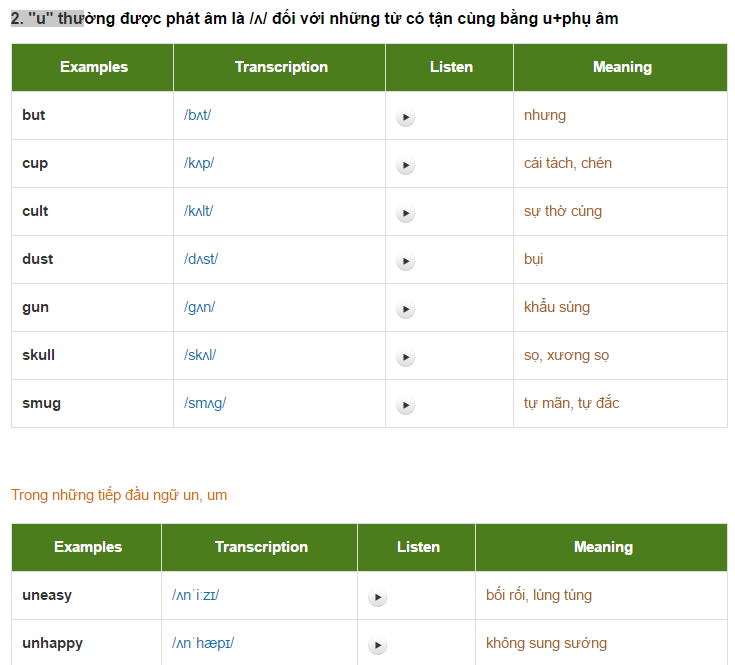 2. "u" thường được phát âm là /ʌ/ đối với những từ có tận cùng bằng u+phụ âm
Examples Transcription Listen Meaning
but /bʌt/ nhưng
cup /kʌp/ cái tách, chén
cult /kʌlt/ sự thờ cúng
dust /dʌst/ bụi
gun /gʌn/ khẩu súng
skull /skʌl/ sọ, xương sọ
smug /smʌg/ tự mãn, tự đắc
Trong những tiếp đầu ngữ un, um
Examples Transcription Listen Meaning
uneasy /ʌnˈiːzɪ/ bối rối, lúng túng
unhappy /ʌnˈhæpɪ/ không sung sướng